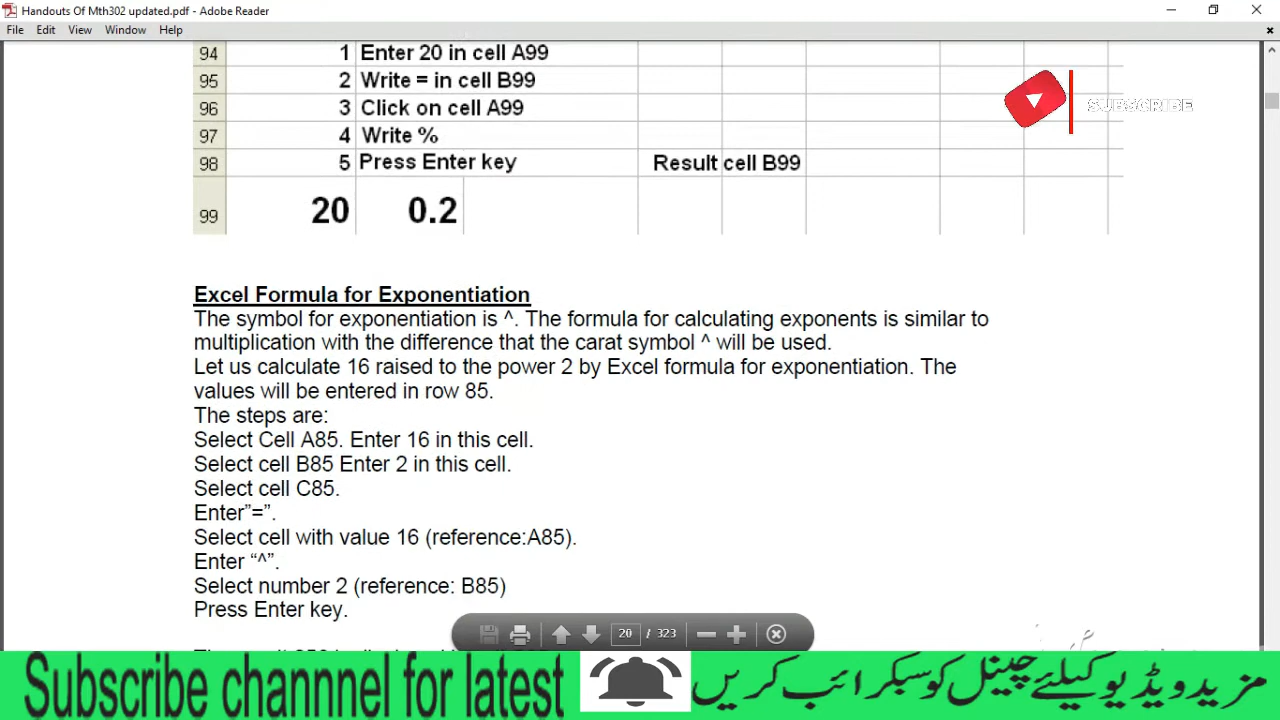 Handouts Of Mth302 updated.pdf - Adobe Reader
File Edit View Window Help
94 1 Enter 20 in cell A99
95 2 Write = in cell B99
96 3 Click on cell A99
97 4 Write %
98 5 Press Enter key Result cell B99
99 20 0.2
SUBSCRIBE
Excel Formula for Exponentiation
The symbol for exponentiation is ^. The formula for calculating exponents is similar to
multiplication with the difference that the carat symbol ^ will be used.
Let us calculate 16 raised to the power 2 by Excel formula for exponentiation. The
values will be entered in row 85.
The steps are:
Select Cell A85. Enter 16 in this cell.
Select cell B85 Enter 2 in this cell.
Select cell C85.
Enter”=”.
Select cell with value 16 (reference:A85).
Enter “^”.
Select number 2 (reference: B85)
Press Enter key.
20 / 323
Subscribe channnel for latest
مزید ویڈیو کیلئے چینل کو سبکرائب کریں